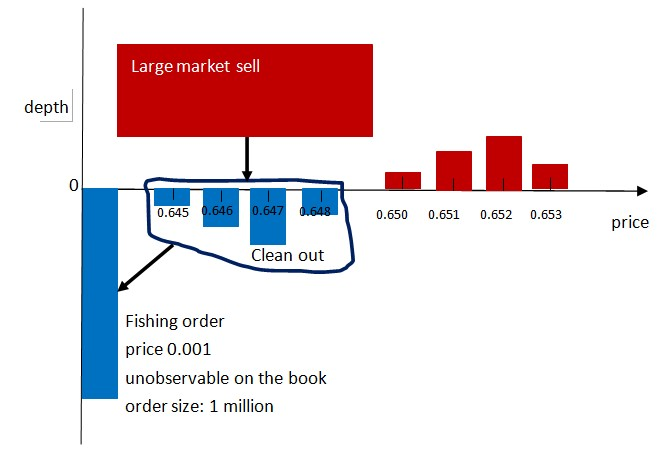 Large market sell
depth
0
0.645 0.646 0.647 0.648
0.650 0.651 0.652 0.653
price
Clean out
Fishing order
price 0.001
unobservable on the book
order size: 1 million